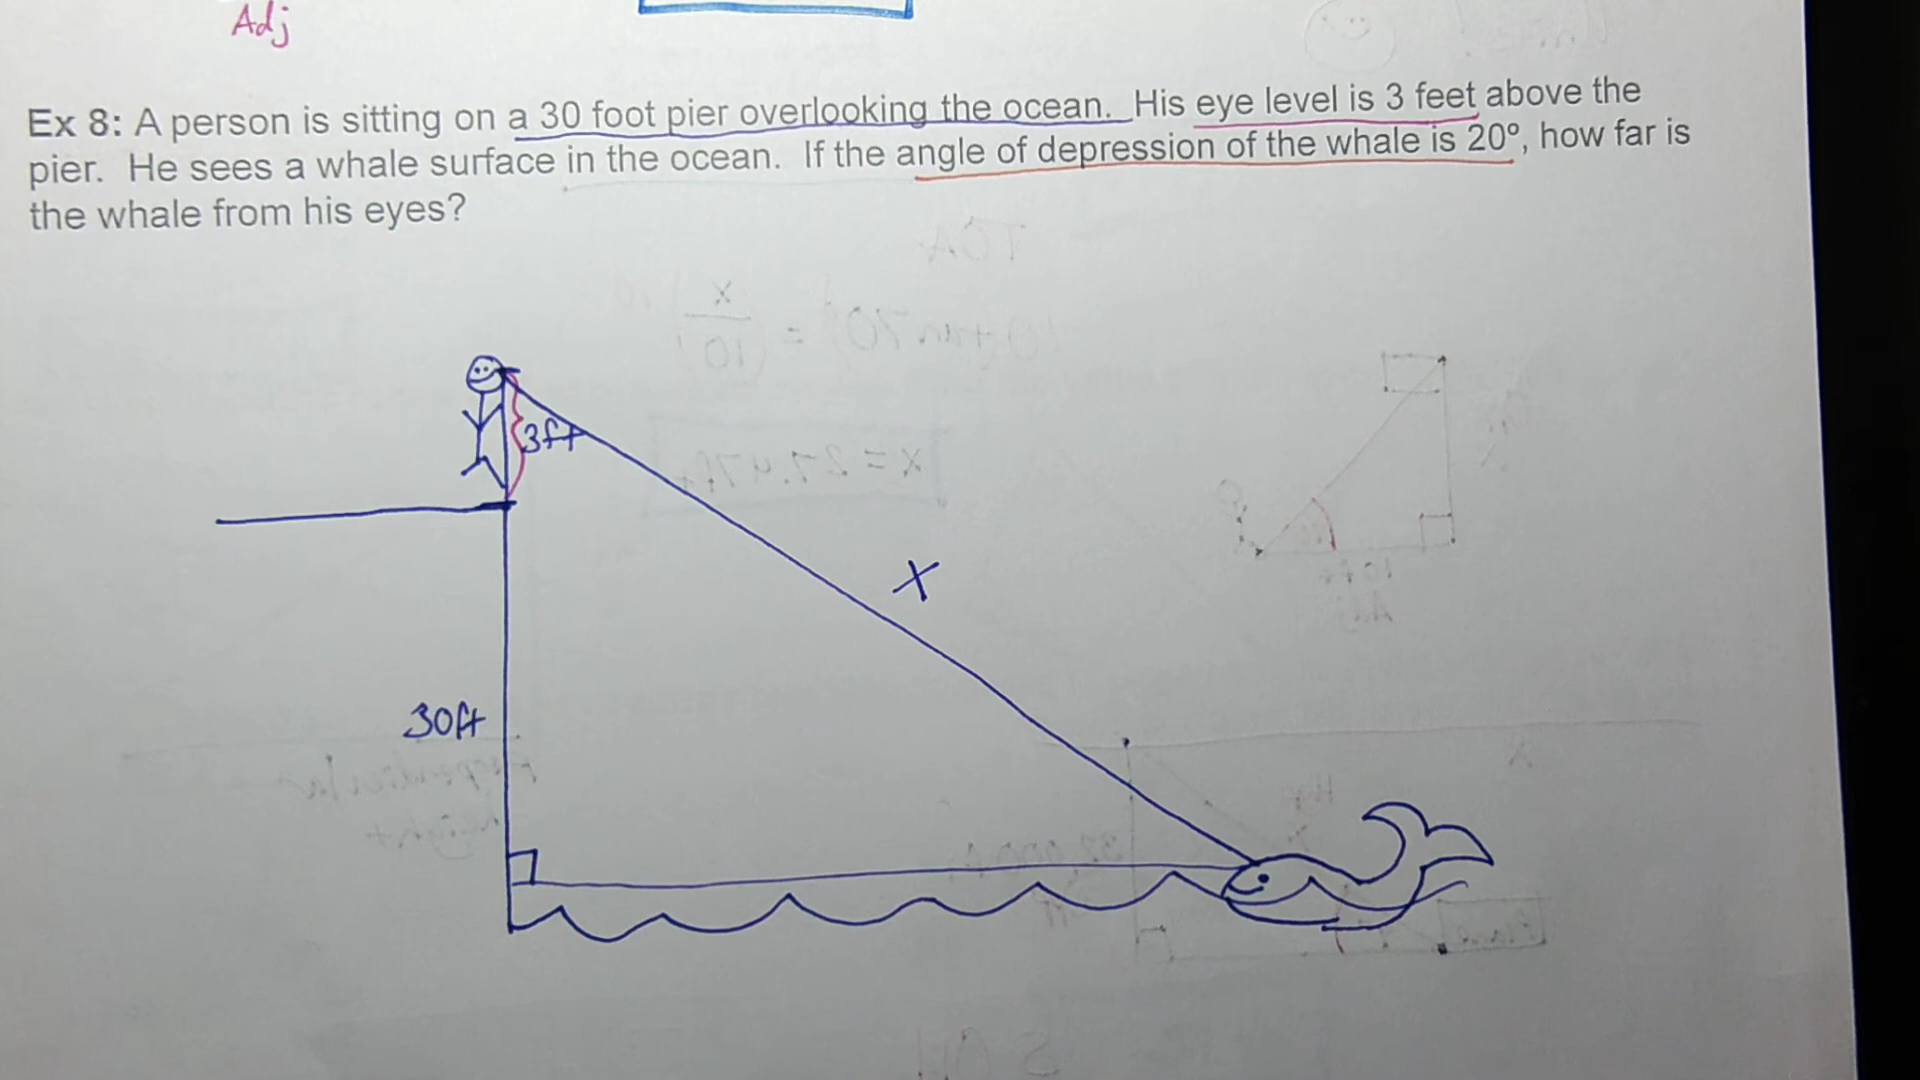 Adj
Ex 8: A person is sitting on a 30 foot pier overlooking the ocean. His eye level is 3 feet above the
pier. He sees a whale surface in the ocean. If the angle of depression of the whale is 20°, how far is
the whale from his eyes?
3ft
X
30ft